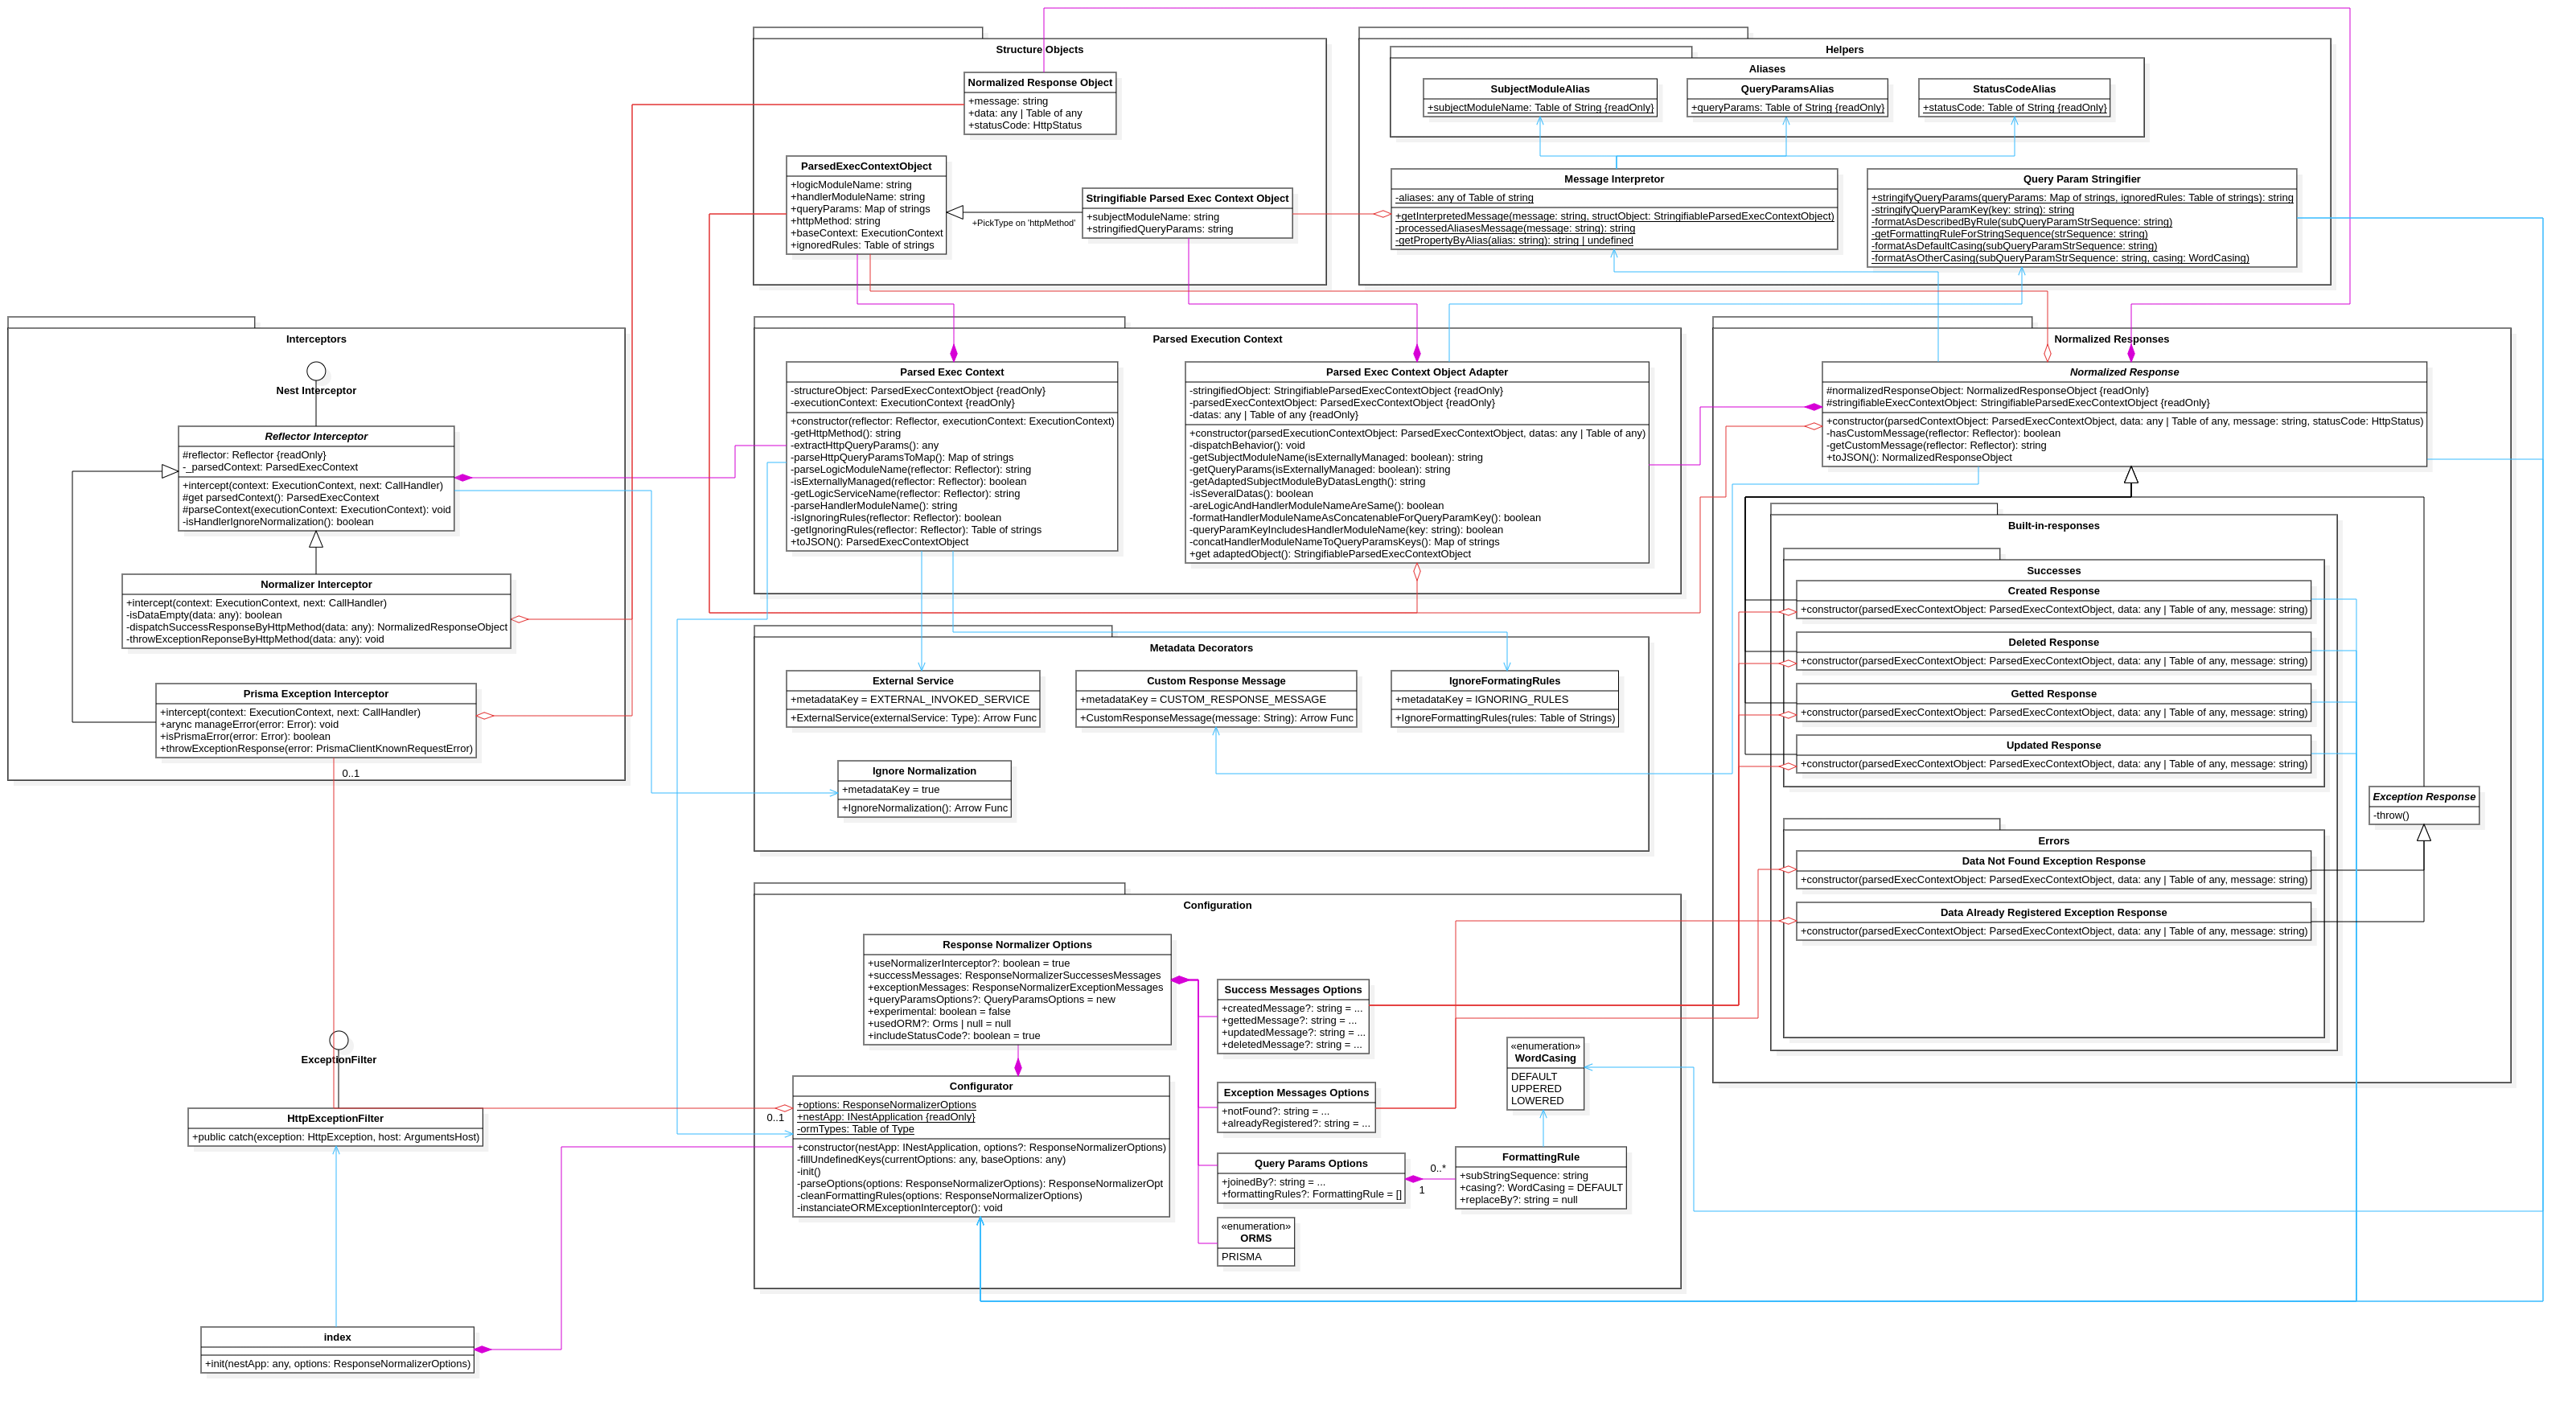 Structure Objects
Normalized Response Object
+message: string
+data: any | Table of any
+statusCode: HttpStatus
ParsedExecContextObject
+logicModuleName: string
+handlerModuleName: string
+queryParams: Map of strings
+httpMethod: string
+baseContext: ExecutionContext
+ignoredRules: Table of strings
+PickType on 'httpMethod'
Stringifiable Parsed Exec Context Object
+subjectModuleName: string
+stringifiedQueryParams: string
Helpers
Aliases
SubjectModuleAlias
+subjectModuleName: Table of String {readOnly}
QueryParamsAlias
+queryParams: Table of String {readOnly}
StatusCodeAlias
+statusCode: Table of String {readOnly}
Message Interpretor
-aliases: any of Table of string
+getInterpretedMessage(message: string, structObject: StringifiableParsedExecContextObject)
-processedAliasesMessage(message: string): string
-getPropertyByAlias(alias: string): string | undefined
Query Param Stringifier
+stringifyQueryParams(queryParams: Map of strings, ignoredRules: Table of strings): string
-stringifyQueryParamKey(key: string): string
-formatAsDescribedByRule(subQueryParamStrSequence: string)
-getFormattingRuleForStringSequence(strSequence: string)
-formatAsDefaultCasing(subQueryParamStrSequence: string)
-formatAsOtherCasing(subQueryParamStrSequence: string, casing: WordCasing)
Interceptors
Nest Interceptor
Reflector Interceptor
#reflector: Reflector {readOnly}
-_parsedContext: ParsedExecContext
+intercept(context: ExecutionContext, next: CallHandler)
#get parsedContext(): ParsedExecContext
#parseContext(executionContext: ExecutionContext): void
-isHandlerIgnoreNormalization(): boolean
Normalizer Interceptor
+intercept(context: ExecutionContext, next: CallHandler)
-isDataEmpty(data: any): boolean
-dispatchSuccessResponseByHttpMethod(data: any): NormalizedResponseObject
-throwExceptionReponseByHttpMethod(data: any): void
Prisma Exception Interceptor
+intercept(context: ExecutionContext, next: CallHandler)
+arync manageError(error: Error): void
+isPrismaError(error: Error): boolean
+throwExceptionResponse(error: PrismaClientKnownRequestError)
0..1
Parsed Execution Context
Parsed Exec Context
-structureObject: ParsedExecContextObject {readOnly}
-executionContext: ExecutionContext {readOnly}
+constructor(reflector: Reflector, executionContext: ExecutionContext)
-getHttpMethod(): string
-extractHttpQueryParams(): any
-parseHttpQueryParamsToMap(): Map of strings
-parseLogicModuleName(reflector: Reflector): string
-isExternallyManaged(reflector: Reflector): boolean
-getLogicServiceName(reflector: Reflector): string
-parseHandlerModuleName(): string
-isIgnoringRules(reflector: Reflector): boolean
-getIgnoringRules(reflector: Reflector): Table of strings
+toJSON(): ParsedExecContextObject
Parsed Exec Context Object Adapter
-stringifiedObject: StringifiableParsedExecContextObject {readOnly}
-parsedExecContextObject: ParsedExecContextObject {readOnly}
-datas: any | Table of any {readOnly}
+constructor(parsedExecutionContextObject: ParsedExecContextObject, datas: any | Table of any)
-dispatchBehavior(): void
-getSubjectModuleName(isExternallyManaged: boolean): string
-getQueryParams(isExternallyManaged: boolean): string
-getAdaptedSubjectModuleByDatasLength(): string
-isSeveralDatas(): boolean
-areLogicAndHandlerModuleNameAreSame(): boolean
-formatHandlerModuleNameAsConcatenableForQueryParamKey(): boolean
-queryParamKeyIncludesHandlerModuleName(key: string): boolean
-concatHandlerModuleNameToQueryParamsKeys(): Map of strings
+get adaptedObject(): StringifiableParsedExecContextObject
Normalized Responses
Normalized Response
#normalizedResponseObject: NormalizedResponseObject {readOnly}
#stringifiableExecContextObject: StringifiableParsedExecContextObject {readOnly}
+constructor(parsedContextObject: ParsedExecContextObject, data: any | Table of any, message: string, statusCode: HttpStatus)
-hasCustomMessage(reflector: Reflector): boolean
-getCustomMessage(reflector: Reflector): string
+toJSON(): NormalizedResponseObject
Built-in-responses
Successes
Created Response
+constructor(parsedExecContextObject: ParsedExecContextObject, data: any | Table of any, message: string)
Deleted Response
+constructor(parsedExecContextObject: ParsedExecContextObject, data: any | Table of any, message: string)
Getted Response
+constructor(parsedExecContextObject: ParsedExecContextObject, data: any | Table of any, message: string)
Updated Response
+constructor(parsedExecContextObject: ParsedExecContextObject, data: any | Table of any, message: string)
Exception Response
-throw()
Errors
Data Not Found Exception Response
+constructor(parsedExecContextObject: ParsedExecContextObject, data: any | Table of any, message: string)
Data Already Registered Exception Response
+constructor(parsedExecContextObject: ParsedExecContextObject, data: any | Table of any, message: string)
Metadata Decorators
External Service
+metadataKey = EXTERNAL_INVOKED_SERVICE
+ExternalService(externalService: Type): Arrow Func
Custom Response Message
+metadataKey = CUSTOM_RESPONSE_MESSAGE
+CustomResponseMessage(message: String): Arrow Func
IgnoreFormatingRules
+metadataKey = IGNORING_RULES
+IgnoreFormattingRules(rules: Table of Strings)
Ignore Normalization
+metadataKey = true
+IgnoreNormalization(): Arrow Func
Configuration
Response Normalizer Options
+useNormalizerInterceptor?: boolean = true
+successMessages: ResponseNormalizerSuccessesMessages
+exceptionMessages: ResponseNormalizerExceptionMessages
+queryParamsOptions?: QueryParamsOptions = new
+experimental: boolean = false
+usedORM?: Orms | null = null
+includeStatusCode?: boolean = true
Success Messages Options
+createdMessage?: string = ...
+gettedMessage?: string = ...
+updatedMessage?: string = ...
+deletedMessage?: string = ...
Exception Messages Options
+notFound?: string = ...
+alreadyRegistered?: string = ...
Query Params Options
+joinedBy?: string = ...
+formattingRules?: FormattingRule = []
0..*
1
«enumeration»
ORMS
PRISMA
«enumeration»
WordCasing
DEFAULT
UPPERED
LOWERED
FormattingRule
+subStringSequence: string
+casing?: WordCasing = DEFAULT
+replaceBy?: string = null
Configurator
+options: ResponseNormalizerOptions
+nestApp: INestApplication {readOnly}
-ormTypes: Table of Type
+constructor(nestApp: INestApplication, options?: ResponseNormalizerOptions)
-fillUndefinedKeys(currentOptions: any, baseOptions: any)
-init()
-parseOptions(options: ResponseNormalizerOptions): ResponseNormalizerOpt
-cleanFormattingRules(options: ResponseNormalizerOptions)
-instanciateORMExceptionInterceptor(): void
0..1
ExceptionFilter
HttpExceptionFilter
+public catch(exception: HttpException, host: ArgumentsHost)
index
+init(nestApp: any, options: ResponseNormalizerOptions)